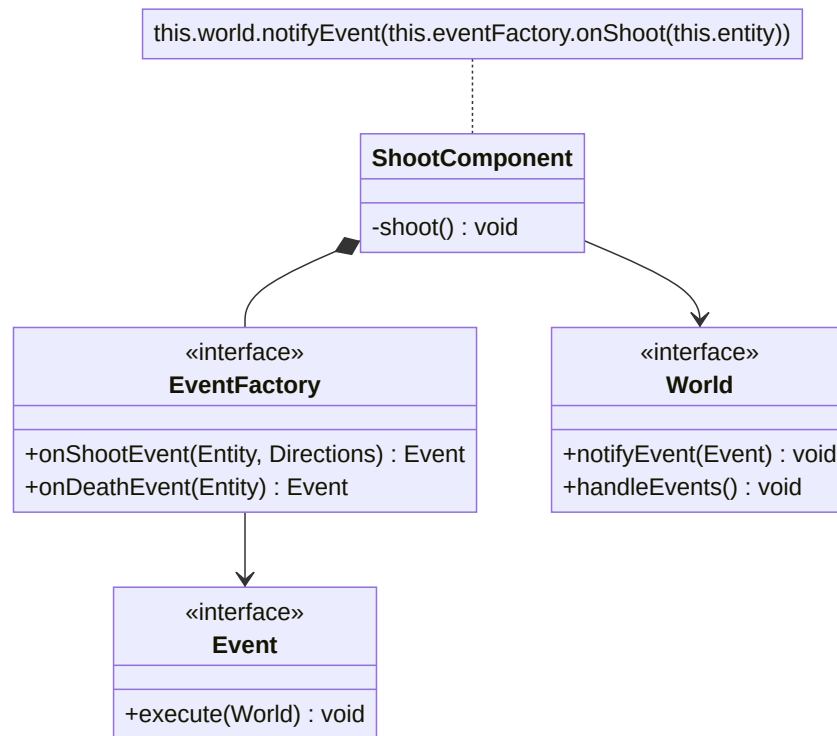 this.world.notifyEvent(this.eventFactory.onShoot(this.entity))
ShootComponent
-shoot() : void
«interface»
EventFactory
+onShootEvent(Entity, Directions) : Event
+onDeathEvent(Entity) : Event
«interface»
World
+notifyEvent(Event) : void
+handleEvents() : void
«interface»
Event
+execute(World) : void